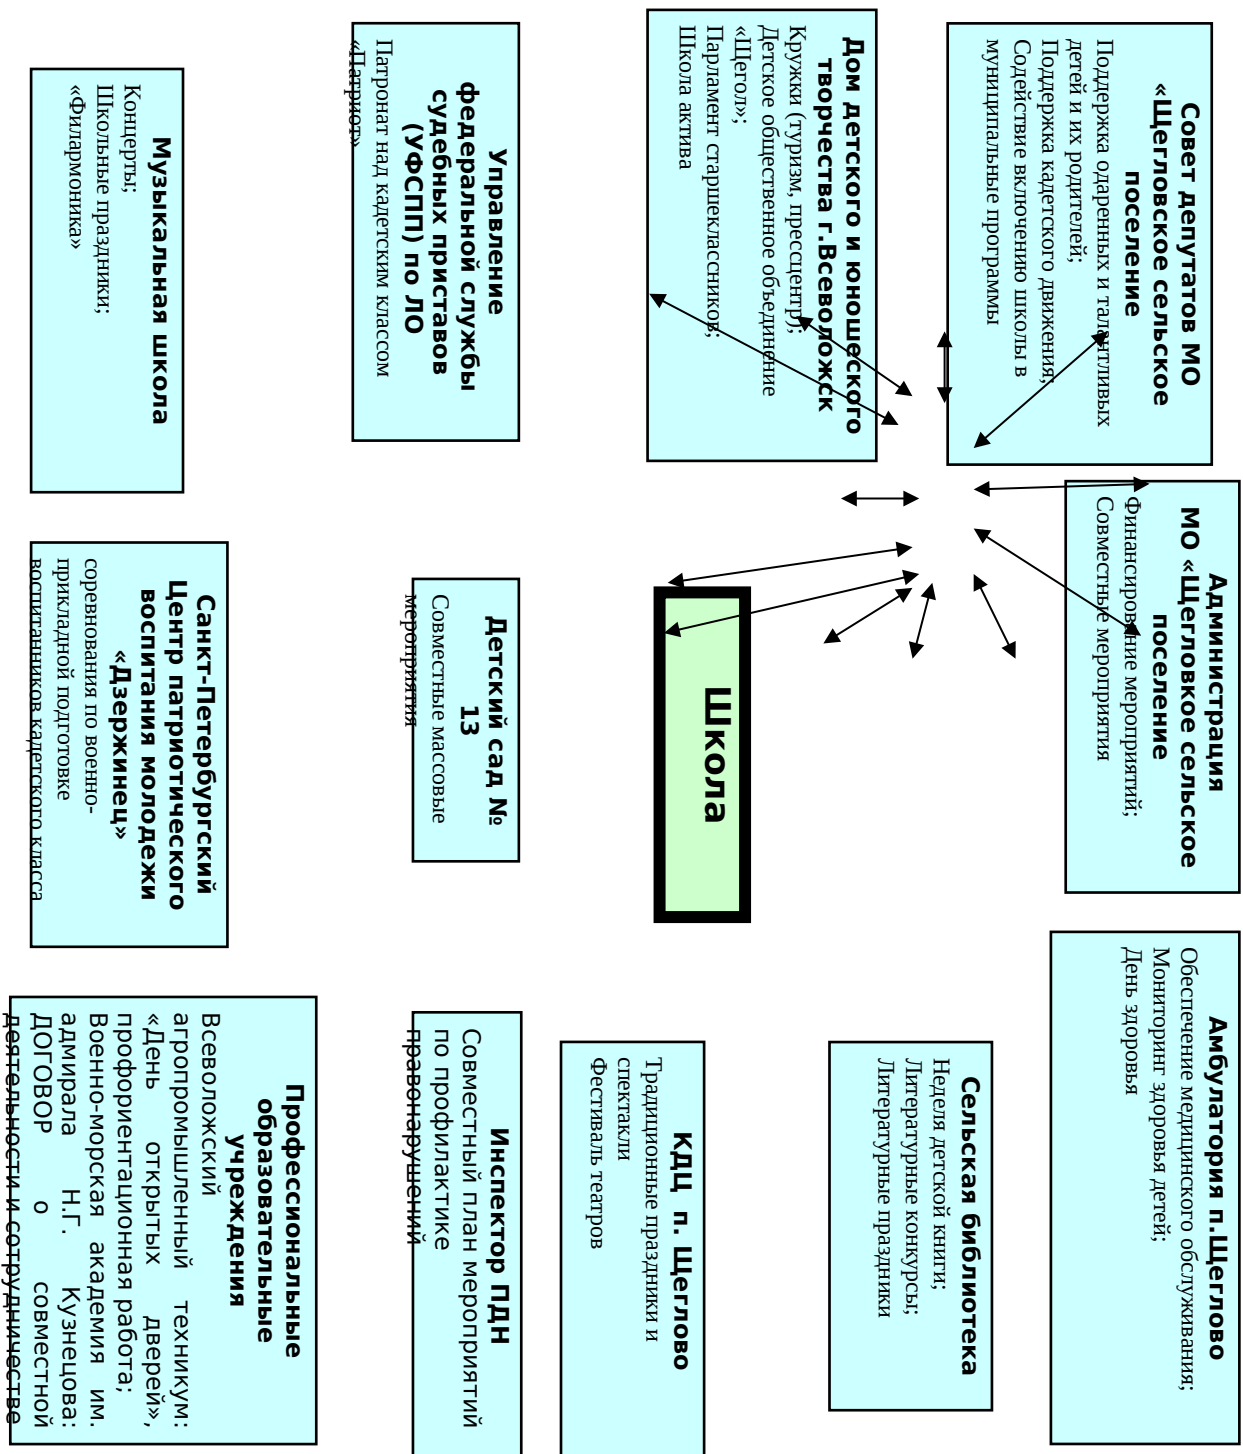 Совет депутатов МО
«Щегловское сельское
поселение
Поддержка одаренных и талантливых
детей и их родителей;
Поддержка кадетского движения;
Содействие включению школы в
муниципальные программы
Администрация
МО «Щегловкое сельское
поселение
Финансирование мероприятий;
Совместные мероприятия
Амбулатория п.Щеглово
Обеспечение медицинского обслуживания;
Мониторинг здоровья детей;
День здоровья
Дом детского и юношеского
творчества г.Всеволожск
Кружки (туризм, прессцентр);
Детское общественное объединение
«Щегол»;
Парламент старшеклассников;
Школа актива
Школа
Сельская библиотека
Неделя детской книги;
Литературные конкурсы;
Литературные праздники
КДЦ п. Щеглово
Традиционные праздники и
спектакли
Фестиваль театров
Управление
федеральной службы
судебных приставов
(УФСПП) по ЛО
Патронат над кадетским классом
«Патриот»
Детский сад №
13
Совместные массовые
мероприятия
Инспектор ПДН
Совместный план мероприятий
по профилактике
правонарушений
Музыкальная школа
Концерты;
Школьные праздники;
«Филармоника»
Санкт-Петербургский
Центр патриотического
воспитания молодежи
«Дзержинец»
соревнования по военно-
прикладной подготовке
воспитанников кадетского класса
Профессиональные
образовательные
учреждения
Всеволожский
агропромышленный техникум:
«День открытых дверей»,
профориентационная работа;
Военно-морская академия им.
адмирала Н.Г. Кузнецова:
ДОГОВОР о совместной
деятельности и сотрудничестве